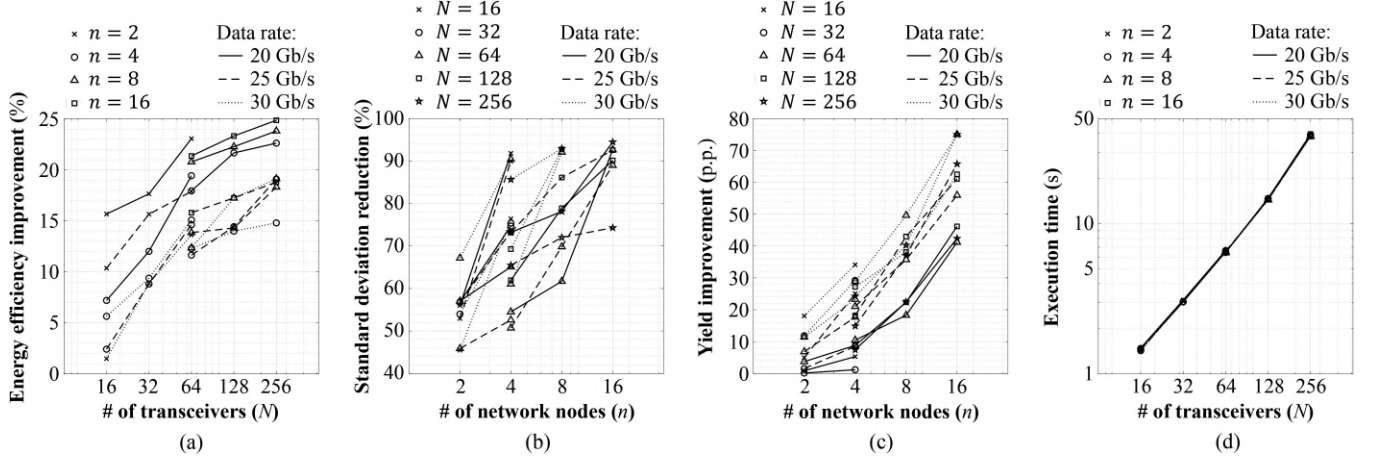 n = 2 Data rate:
n = 4 20 Gb/s
n = 8 25 Gb/s
n = 16 30 Gb/s
Energy efficiency improvement (%)
25
20
15
10
5
0
16 32 64 128 256
# of transceivers (N)
(a)
N = 16 Data rate:
N = 32 20 Gb/s
N = 64 25 Gb/s
N = 128 30 Gb/s
N = 256
Standard deviation reduction (%)
100
90
80
70
60
50
40
2 4 8 16
# of network nodes (n)
(b)
N = 16 Data rate:
N = 32 20 Gb/s
N = 64 25 Gb/s
N = 128 30 Gb/s
N = 256
Yield improvement (p.p.)
80
70
60
50
40
30
20
10
0
2 4 8 16
# of network nodes (n)
(c)
n = 2 Data rate:
n = 4 20 Gb/s
n = 8 25 Gb/s
n = 16 30 Gb/s
Execution time (s)
50
10
5
1
16 32 64 128 256
# of transceivers (N)
(d)